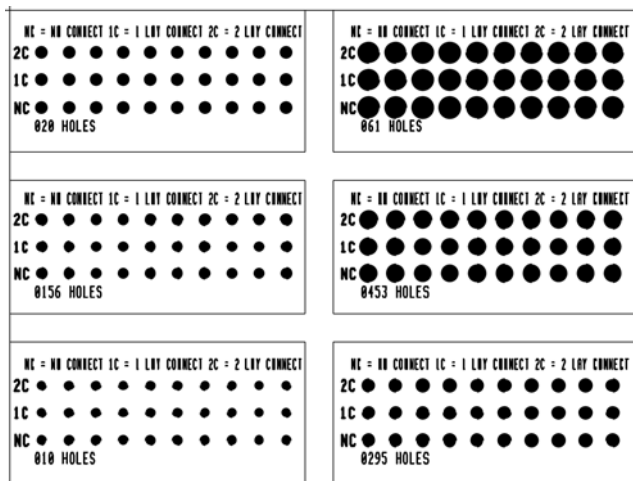 NC = NO CONNECT 1C = 1 LAY CONNECT 2C = 2 LAY CONNECT
2C
1C
NC
020 HOLES
NC = NO CONNECT 1C = 1 LAY CONNECT 2C = 2 LAY CONNECT
2C
1C
NC
061 HOLES
NC = NO CONNECT 1C = 1 LAY CONNECT 2C = 2 LAY CONNECT
2C
1C
NC
0156 HOLES
NC = NO CONNECT 1C = 1 LAY CONNECT 2C = 2 LAY CONNECT
2C
1C
NC
0453 HOLES
NC = NO CONNECT 1C = 1 LAY CONNECT 2C = 2 LAY CONNECT
2C
1C
NC
010 HOLES
NC = NO CONNECT 1C = 1 LAY CONNECT 2C = 2 LAY CONNECT
2C
1C
NC
0295 HOLES